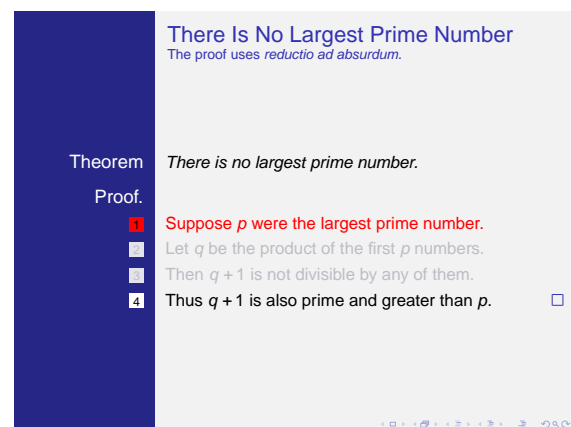 There Is No Largest Prime Number
The proof uses reductio ad absurdum.
Theorem There is no largest prime number.
Proof.
1 Suppose p were the largest prime number.
2 Let q be the product of the first p numbers.
3 Then q + 1 is not divisible by any of them.
4 Thus q + 1 is also prime and greater than p. □